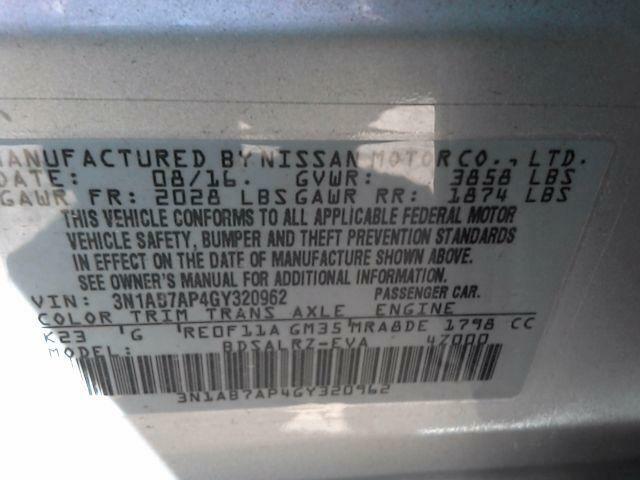 MANUFACTURED BY NISSAN MOTOR CO., LTD.
DATE: 08/16. GVWR: 3858 LBS
GAWR FR: 2028 LBS GAWR RR: 1874 LBS
THIS VEHICLE CONFORMS TO ALL APPLICABLE FEDERAL MOTOR
VEHICLE SAFETY, BUMPER AND THEFT PREVENTION STANDARDS
IN EFFECT ON THE DATE OF MANUFACTURE SHOWN ABOVE.
SEE OWNER'S MANUAL FOR ADDITIONAL INFORMATION
VIN: 3N1AB7AP4GY320962 PASSENGER CAR.
COLOR TRIM TRANS AXLE ENGINE
K23 'G RE0F11A GM35 MRA8DE 1798 CC
MODEL: BDSALRZ-EVA 4Z000
3N1AB7AP4GY320962